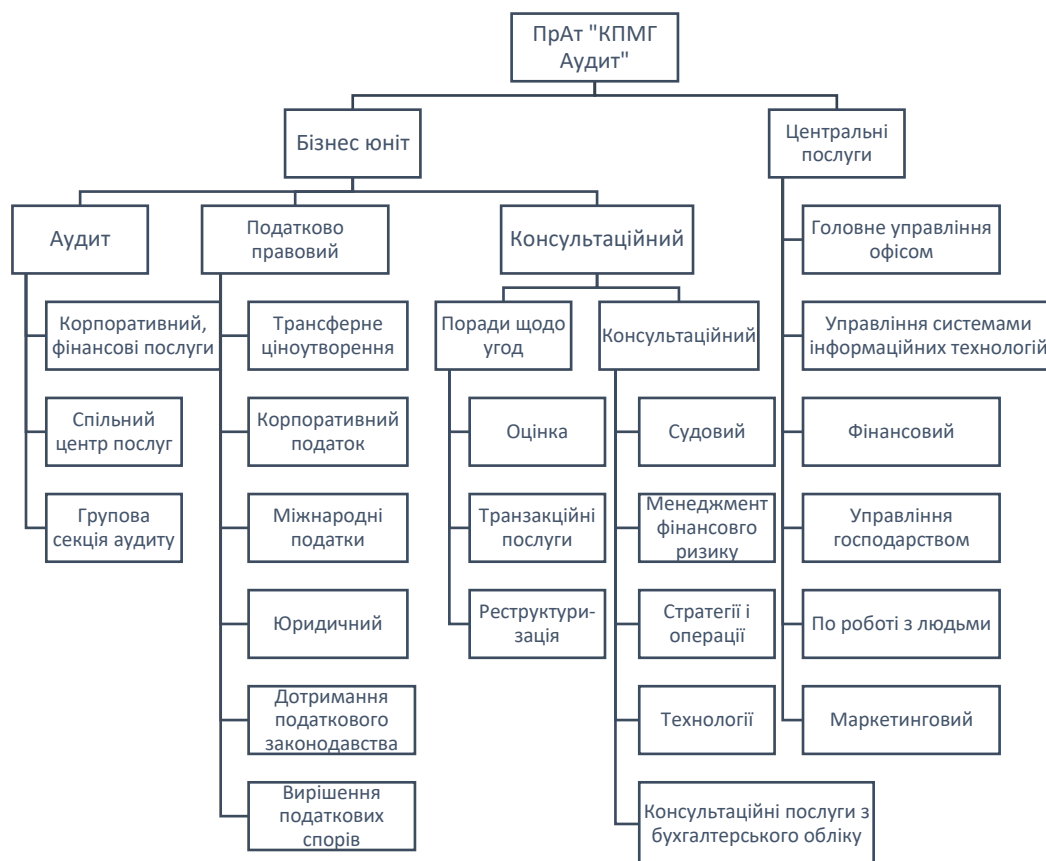 ПрАт "КПМГ
Аудит"
Бізнес юніт
Центральні
послуги
Аудит
Податково
правовий
Консультаційний
Головне управління
офісом
Корпоративний,
фінансові послуги
Трансферне
ціноутворення
Поради щодо
угод
Консультаційний
Управління системами
інформаційних технологій
Спільний
центр послуг
Корпоративний
податок
Оцінка
Судовий
Фінансовий
Групова
секція аудиту
Міжнародні
податки
Транзакційні
послуги
Менеджмент
фінансовго
ризику
Управління
господарством
Юридичний
Реструктури-
зація
Стратегії і
операції
По роботі з людьми
Дотримання
податкового
законодавства
Технології
Маркетинговий
Вирішення
податкових
спорів
Консультаційні послуги з
бухгалтерського обліку